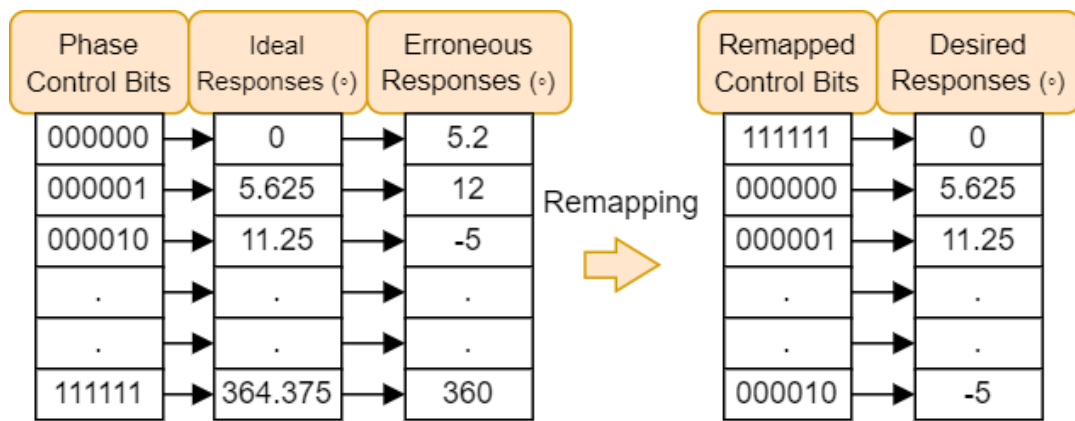 Phase
Control Bits
Ideal
Responses (∘)
Erroneous
Responses (∘)
000000
0
5.2
000001
5.625
12
000010
11.25
-5
. . .
. . .
111111
364.375
360
Remapping
Remapped
Control Bits
Desired
Responses (∘)
111111
0
000000
5.625
000001
11.25
. .
. .
000010
-5